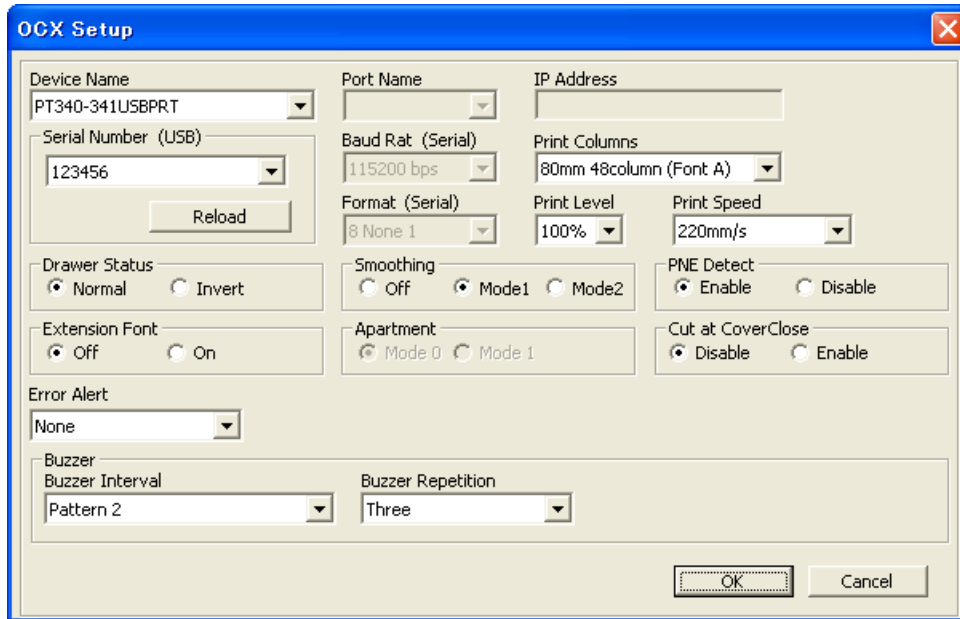 OCX Setup
Device Name
Port Name
IP Address
PT340-341USBPRT
Serial Number (USB)
Baud Rat (Serial)
Print Columns
123456
115200 bps
80mm 48column (Font A)
Reload
Format (Serial)
Print Level
Print Speed
8 None 1
100%
220mm/s
Drawer Status
Smoothing
PNE Detect
Normal
Invert
Off
Mode1
Mode2
Enable
Disable
Extension Font
Apartment
Cut at CoverClose
Off
On
Mode 0
Mode 1
Disable
Enable
Error Alert
None
Buzzer
Buzzer Interval
Buzzer Repetition
Pattern 2
Three
OK
Cancel